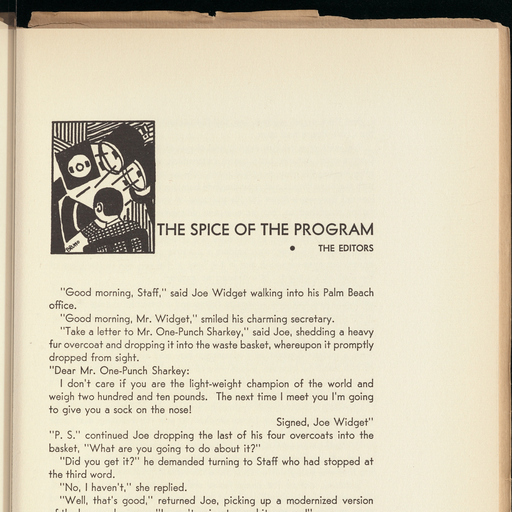 THE SPICE OF THE PROGRAM
• THE EDITORS
"Good morning, Staff," said Joe Widget walking into his Palm Beach
office.
"Good morning, Mr. Widget," smiled his charming secretary.
"Take a letter to Mr. One-Punch Sharkey," said Joe, shedding a heavy
fur overcoat and dropping it into the waste basket, whereupon it promptly
dropped from sight.
"Dear Mr. One-Punch Sharkey:
I don't care if you are the light-weight champion of the world and
weigh two hundred and ten pounds. The next time I meet you I'm going
to give you a sock on the nose!
Signed, Joe Widget"
"P. S." continued Joe dropping the last of his four overcoats into the
basket, "What are you going to do about it?"
"Did you get it?" he demanded turning to Staff who had stopped at
the third word.
"No, I haven't," she replied.
"Well, that's good," returned Joe, picking up a modernized version